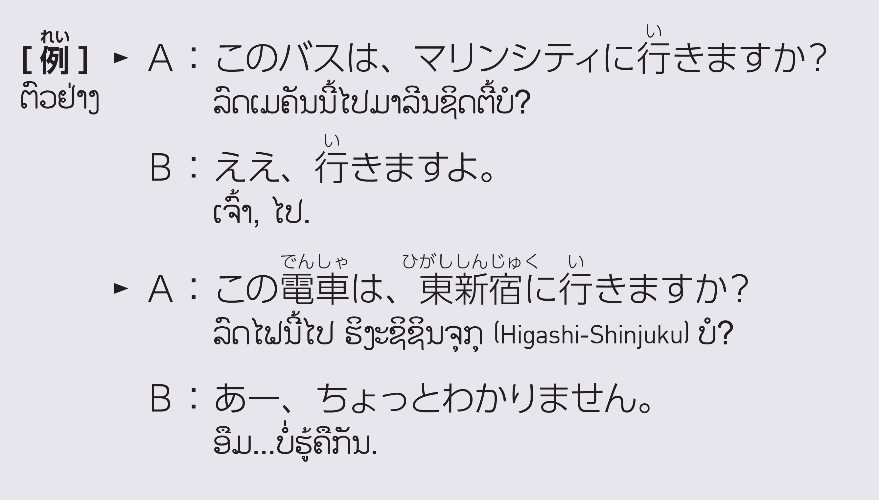 れい
[例] ► A：このバスは、マリンシティに行きますか?
い
ຕົວຢ່າງ
ລົດເມຄັນນີ້ໄປມາລີນຊິດຕີ້ບໍ?
い
B：ええ、行きますよ。
ເຈົ້າ, ໄປ.
でんしゃ ひがししんじゅく い
► A：この電車は、東新宿に行きますか?
ລົດໄຟນີ້ໄປ ຮິງະຊິຊິນຈຸກຸ (Higashi-Shinjuku) ບໍ?
B：あー、ちょっとわかりません。
ອືມ...ບໍ່ຮູ້ຄືກັນ.